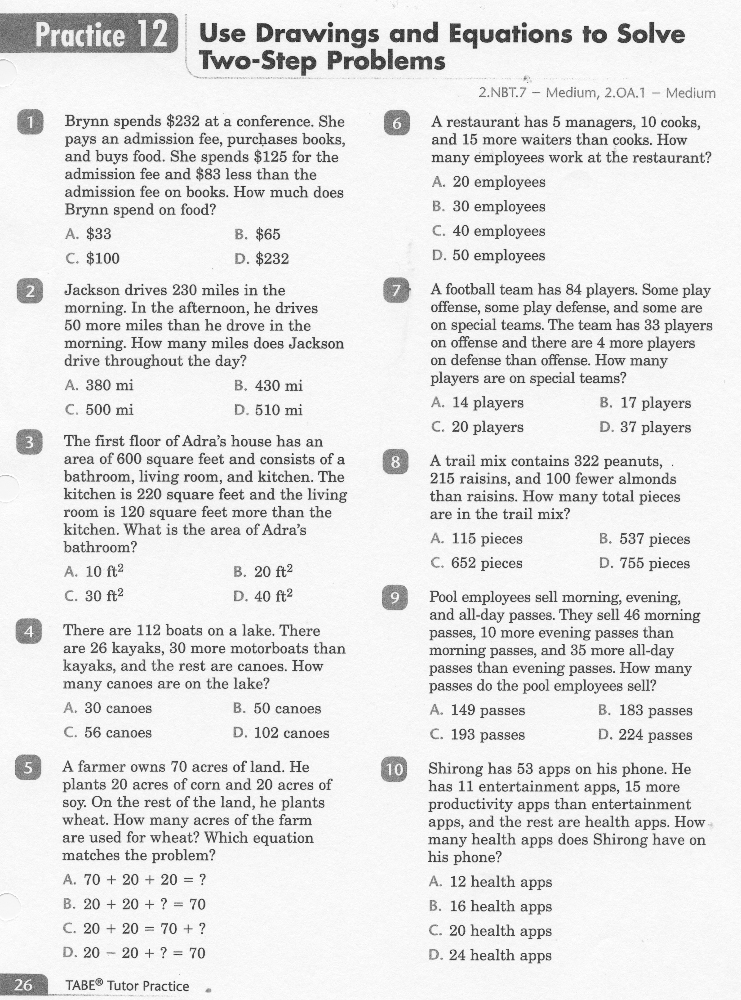 Practice 12
Use Drawings and Equations to Solve
Two-Step Problems
2.NBT.7 – Medium, 2.OA.1 – Medium
1
Brynn spends $232 at a conference. She
pays an admission fee, purchases books,
and buys food. She spends $125 for the
admission fee and $83 less than the
admission fee on books. How much does
Brynn spend on food?
A. $33
B. $65
C. $100
D. $232
2
Jackson drives 230 miles in the
morning. In the afternoon, he drives
50 more miles than he drove in the
morning. How many miles does Jackson
drive throughout the day?
A. 380 mi
B. 430 mi
C. 500 mi
D. 510 mi
3
The first floor of Adra's house has an
area of 600 square feet and consists of a
bathroom, living room, and kitchen. The
kitchen is 220 square feet and the living
room is 120 square feet more than the
kitchen. What is the area of Adra's
bathroom?
A. 10 ft²
B. 20 ft²
C. 30 ft²
D. 40 ft²
4
There are 112 boats on a lake. There
are 26 kayaks, 30 more motorboats than
kayaks, and the rest are canoes. How
many canoes are on the lake?
A. 30 canoes
B. 50 canoes
C. 56 canoes
D. 102 canoes
5
A farmer owns 70 acres of land. He
plants 20 acres of corn and 20 acres of
soy. On the rest of the land, he plants
wheat. How many acres of the farm
are used for wheat? Which equation
matches the problem?
A. 70 + 20 + 20 = ?
B. 20 + 20 + ? = 70
C. 20 + 20 = 70 + ?
D. 20 − 20 + ? = 70
6
A restaurant has 5 managers, 10 cooks,
and 15 more waiters than cooks. How
many employees work at the restaurant?
A. 20 employees
B. 30 employees
C. 40 employees
D. 50 employees
7
A football team has 84 players. Some play
offense, some play defense, and some are
on special teams. The team has 33 players
on offense and there are 4 more players
on defense than offense. How many
players are on special teams?
A. 14 players
B. 17 players
C. 20 players
D. 37 players
8
A trail mix contains 322 peanuts,
215 raisins, and 100 fewer almonds
than raisins. How many total pieces
are in the trail mix?
A. 115 pieces
B. 537 pieces
C. 652 pieces
D. 755 pieces
9
Pool employees sell morning, evening,
and all-day passes. They sell 46 morning
passes, 10 more evening passes than
morning passes, and 35 more all-day
passes than evening passes. How many
passes do the pool employees sell?
A. 149 passes
B. 183 passes
C. 193 passes
D. 224 passes
10
Shirong has 53 apps on his phone. He
has 11 entertainment apps, 15 more
productivity apps than entertainment
apps, and the rest are health apps. How
many health apps does Shirong have on
his phone?
A. 12 health apps
B. 16 health apps
C. 20 health apps
D. 24 health apps
26
TABE® Tutor Practice